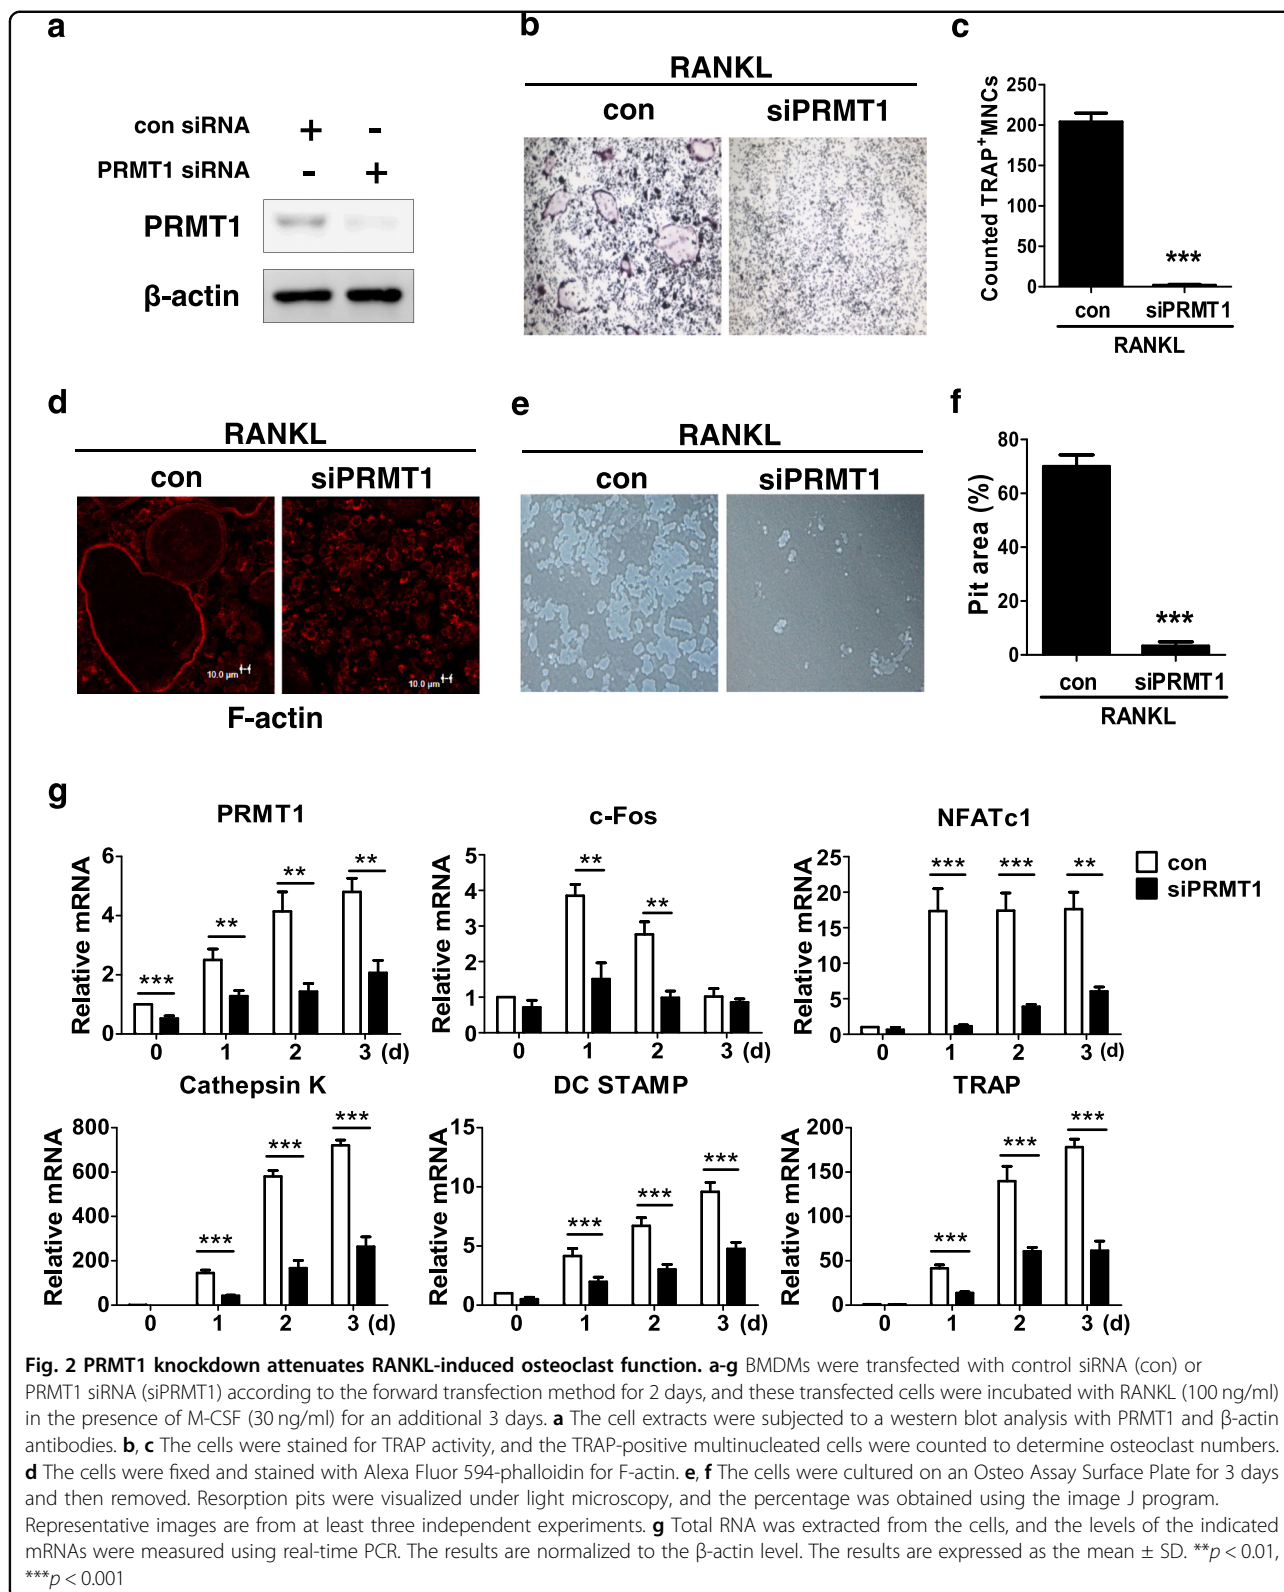 a
con siRNA + -
PRMT1 siRNA - +
PRMT1
β-actin
b
RANKL
con siPRMT1
c
Counted TRAP+MNCs
250
200
150
100
50
0
***
con siPRMT1
RANKL
d
RANKL
con siPRMT1
10.0 µm 10.0 µm
F-actin
e
RANKL
con siPRMT1
f
Pit area (%)
80
60
40
20
0
***
con siPRMT1
RANKL
g
PRMT1
Relative mRNA
6
4
2
0
*** ** ** **
0 1 2 3 (d)
c-Fos
Relative mRNA
5
4
3
2
1
0
** **
0 1 2 3 (d)
NFATc1
Relative mRNA
25
20
15
10
5
0
*** *** **
0 1 2 3 (d)
con
siPRMT1
Cathepsin K
Relative mRNA
800
600
400
200
0
*** *** ***
0 1 2 3 (d)
DC STAMP
Relative mRNA
15
10
5
0
*** *** ***
0 1 2 3 (d)
TRAP
Relative mRNA
200
150
100
50
0
*** *** ***
0 1 2 3 (d)
Fig. 2 PRMT1 knockdown attenuates RANKL-induced osteoclast function. a-g BMDMs were transfected with control siRNA (con) or
PRMT1 siRNA (siPRMT1) according to the forward transfection method for 2 days, and these transfected cells were incubated with RANKL (100 ng/ml)
in the presence of M-CSF (30 ng/ml) for an additional 3 days. a The cell extracts were subjected to a western blot analysis with PRMT1 and β-actin
antibodies. b, c The cells were stained for TRAP activity, and the TRAP-positive multinucleated cells were counted to determine osteoclast numbers.
d The cells were fixed and stained with Alexa Fluor 594-phalloidin for F-actin. e, f The cells were cultured on an Osteo Assay Surface Plate for 3 days
and then removed. Resorption pits were visualized under light microscopy, and the percentage was obtained using the image J program.
Representative images are from at least three independent experiments. g Total RNA was extracted from the cells, and the levels of the indicated
mRNAs were measured using real-time PCR. The results are normalized to the β-actin level. The results are expressed as the mean ± SD. **p < 0.01,
***p < 0.001